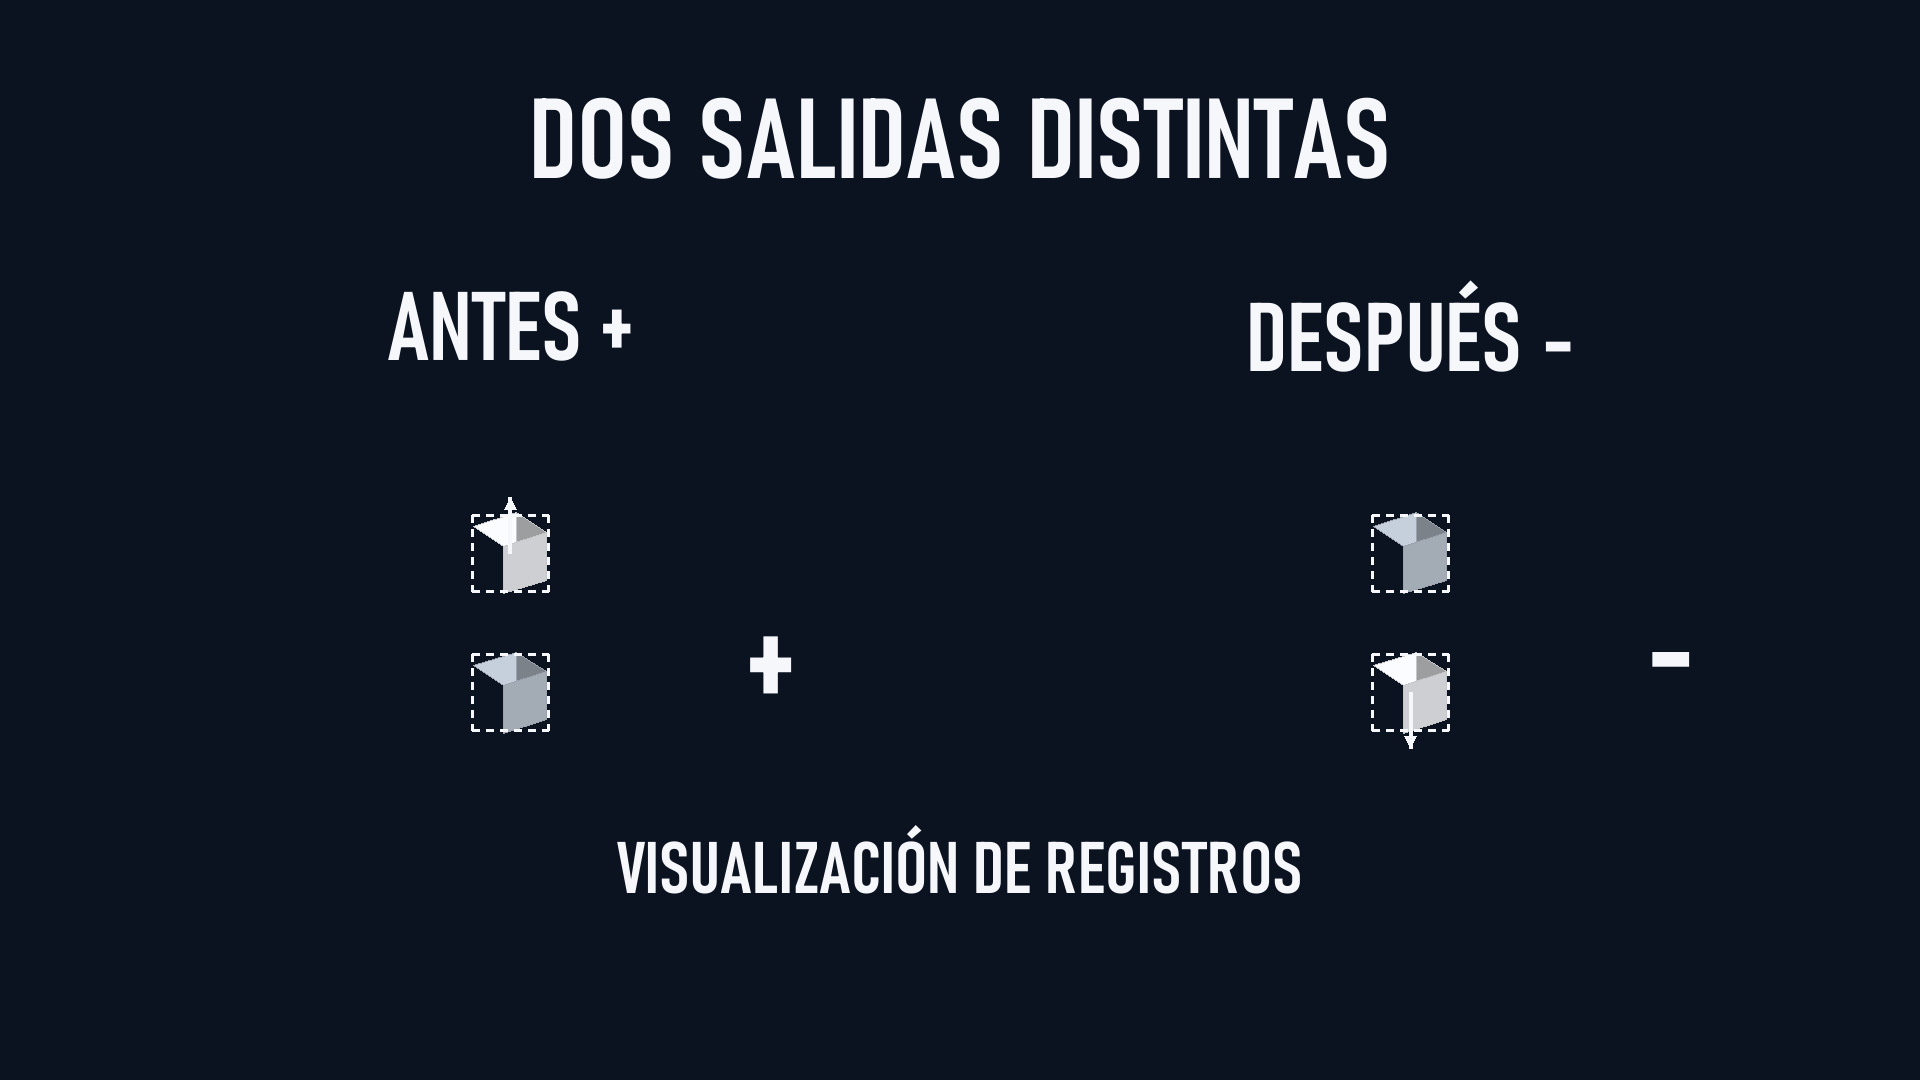 DOS SALIDAS DISTINTAS
ANTES +
DESPUÉS -
+
-
VISUALIZACIÓN DE REGISTROS